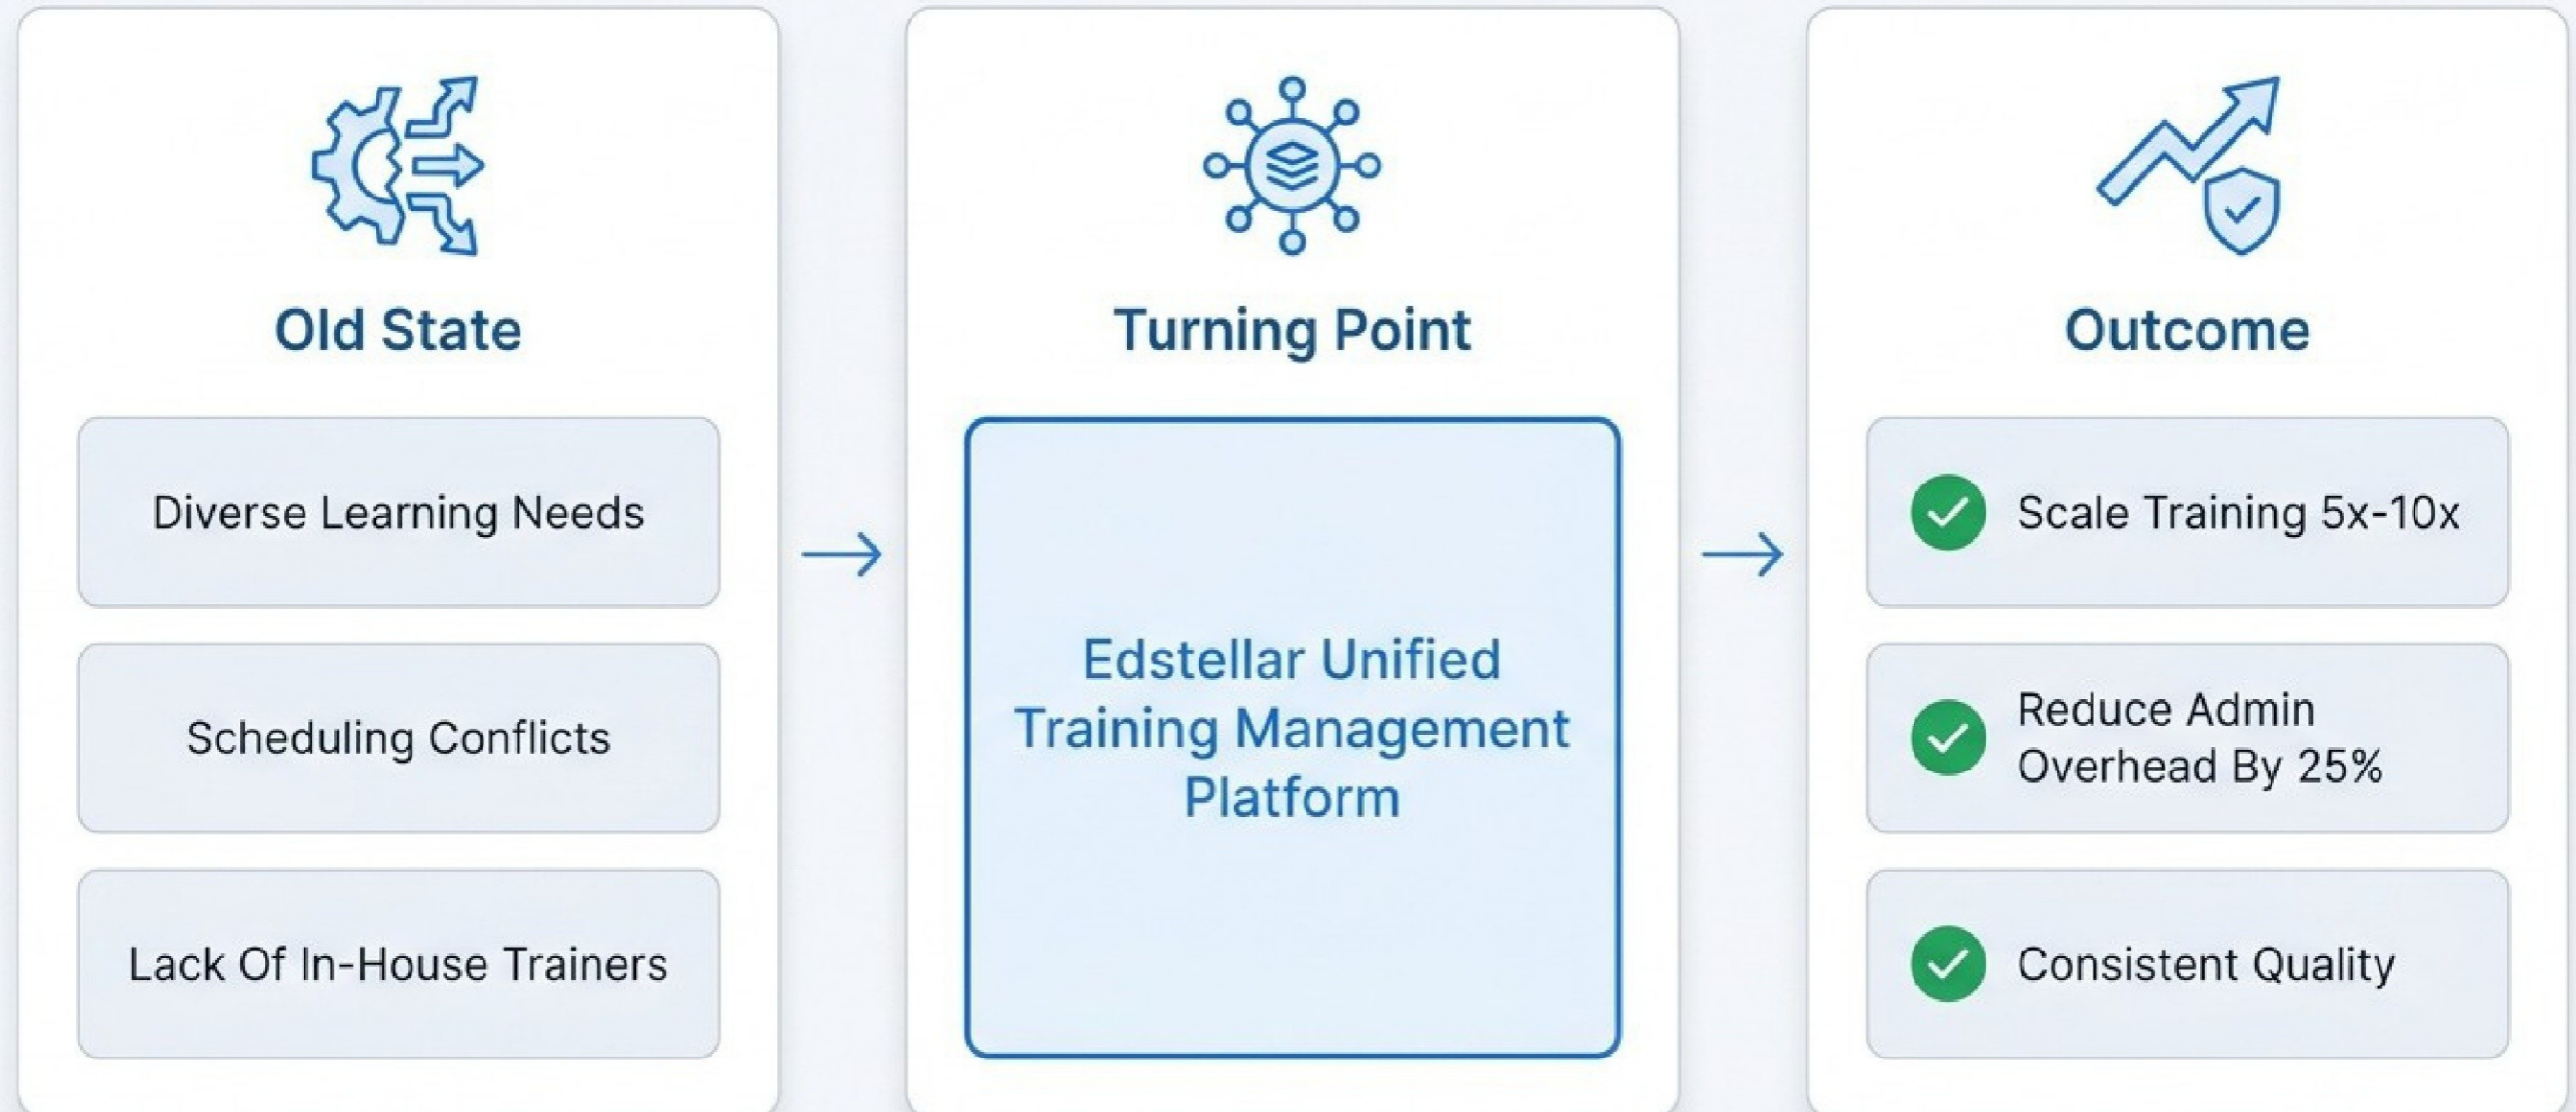 Old State
Diverse Learning Needs
Scheduling Conflicts
Lack Of In-House Trainers
Turning Point
Edstellar Unified
Training Management
Platform
Outcome
Scale Training 5x-10x
Reduce Admin
Overhead By 25%
Consistent Quality